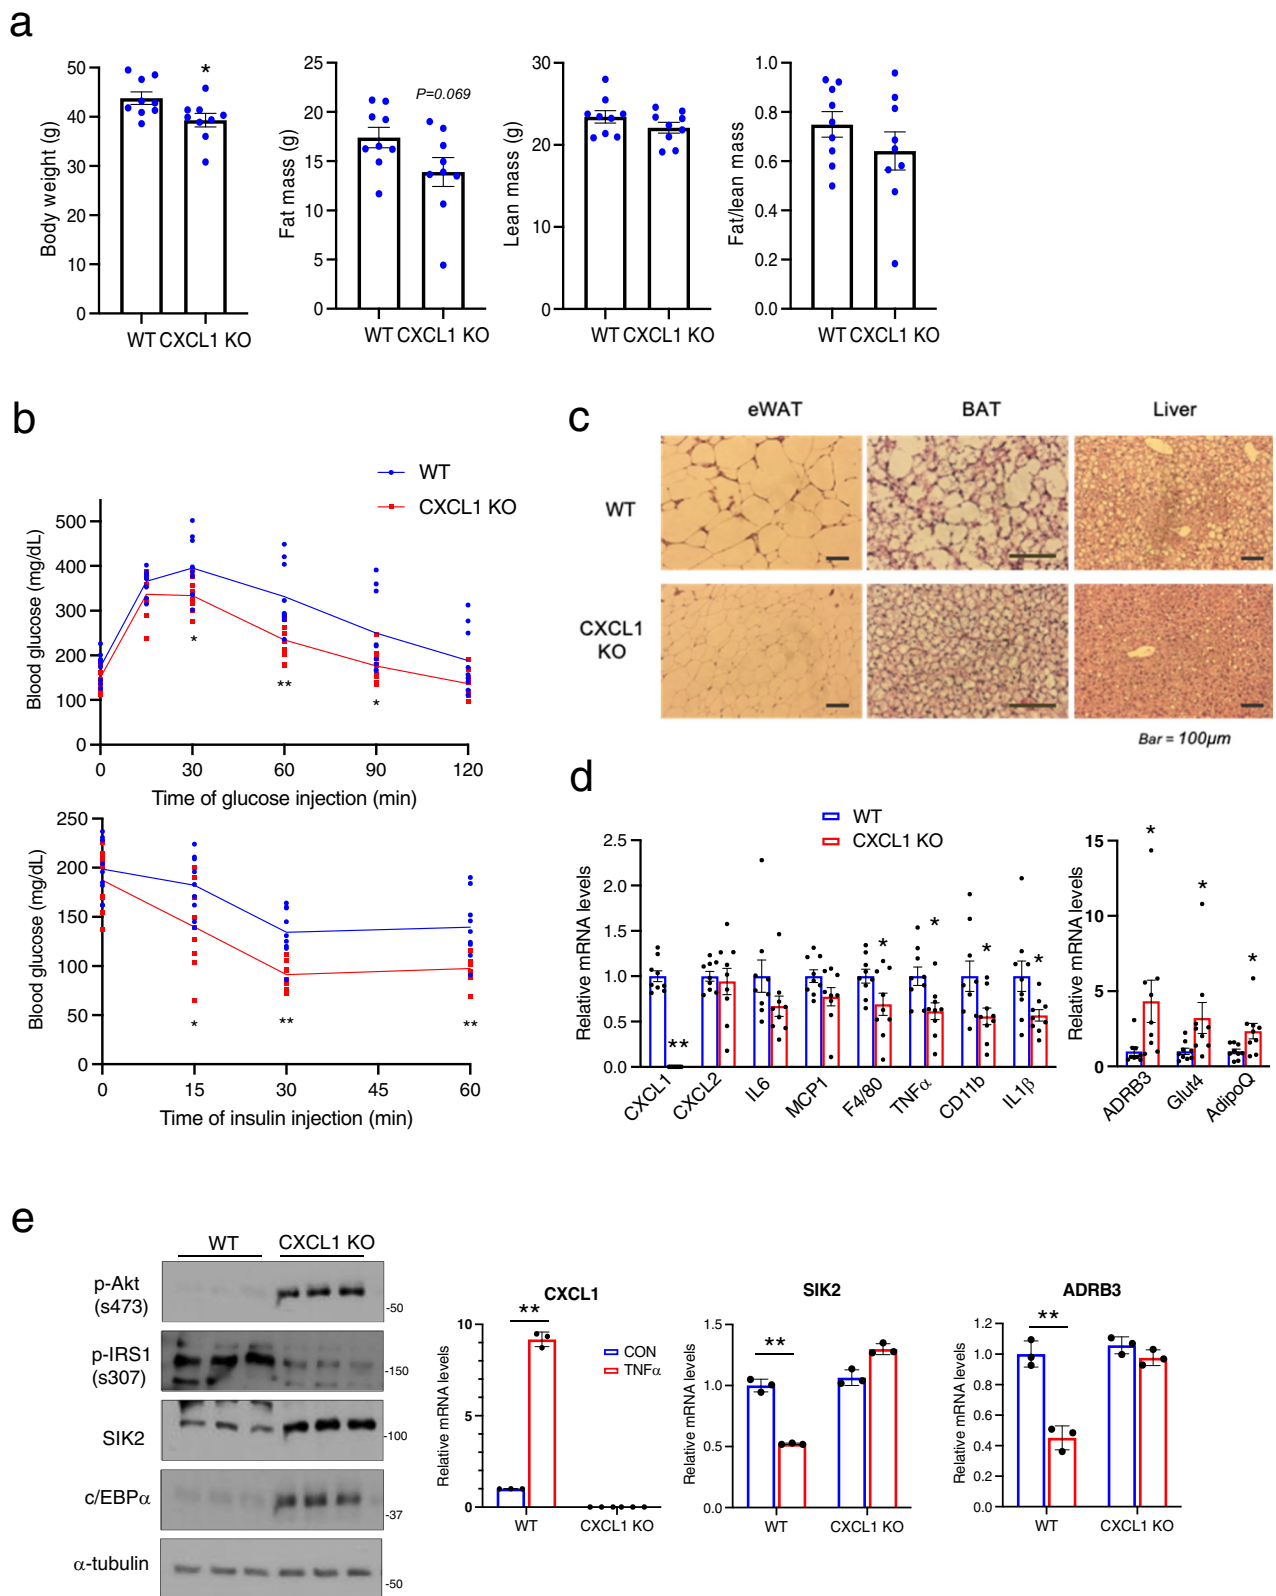 a
50
40
30
20
10
0
Body weight (g)
*
WT CXCL1 KO
25
20
15
10
5
0
Fat mass (g)
P=0.069
WT CXCL1 KO
30
20
10
0
Lean mass (g)
WT CXCL1 KO
1.0
0.8
0.6
0.4
0.2
0.0
Fat/lean mass
WT CXCL1 KO
b
WT
CXCL1 KO
500
400
300
200
100
0
Blood glucose (mg/dL)
*
**
*
0 30 60 90 120
Time of glucose injection (min)
250
200
150
100
50
0
Blood glucose (mg/dL)
*
**
**
0 15 30 45 60
Time of insulin injection (min)
c
eWAT BAT Liver
WT
CXCL1
KO
Bar = 100µm
d
WT
CXCL1 KO
2.5
2.0
1.5
1.0
0.5
0.0
Relative mRNA levels
**
*
*
*
*
CXCL1 CXCL2 IL6 MCP1 F4/80 TNFα CD11b IL1β
15
10
5
0
Relative mRNA levels
*
*
*
ADRB3 Glut4 AdipoQ
e
WT CXCL1 KO
p-Akt
(s473)
-50
p-IRS1
(s307)
-150
SIK2
-100
c/EBPα
-37
α-tubulin
-50
CXCL1
10
5
0
Relative mRNA levels
**
CON
TNFα
WT CXCL1 KO
SIK2
1.5
1.0
0.5
0.0
Relative mRNA levels
**
WT CXCL1 KO
ADRB3
1.2
1.0
0.8
0.6
0.4
0.2
0.0
Relative mRNA levels
**
WT CXCL1 KO